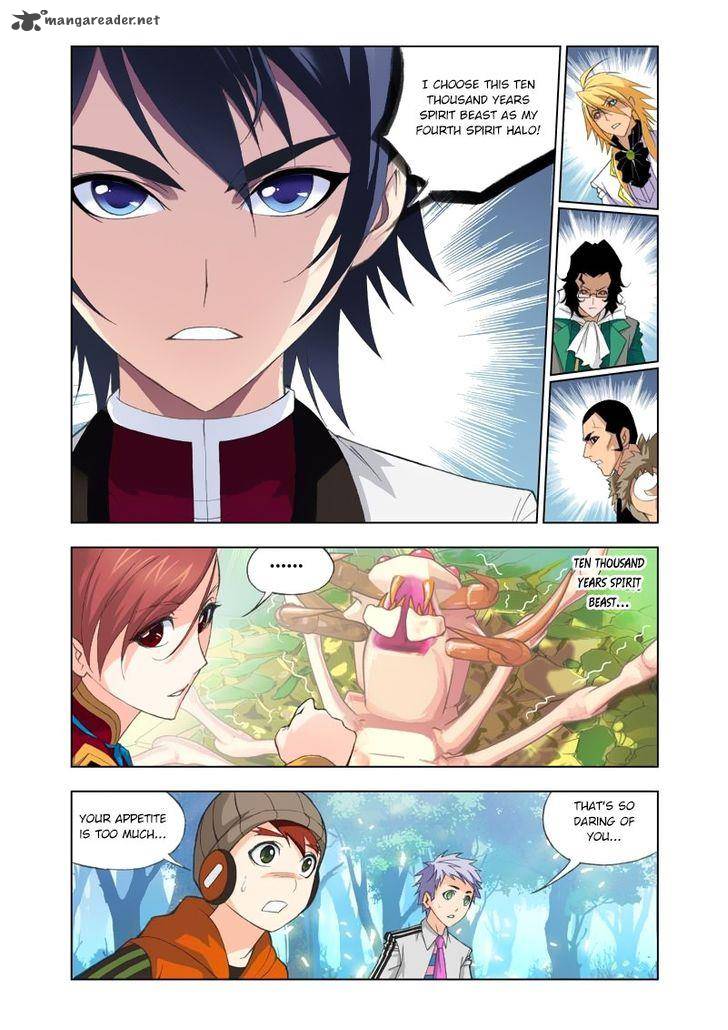 mangareader.net
I CHOOSE THIS TEN
THOUSAND YEARS
SPIRIT BEAST AS MY
FOURTH SPIRIT HALO!
......
TEN THOUSAND
YEARS SPIRIT
BEAST...
YOUR APPETITE
IS TOO MUCH...
THAT'S SO
DARING OF
YOU...